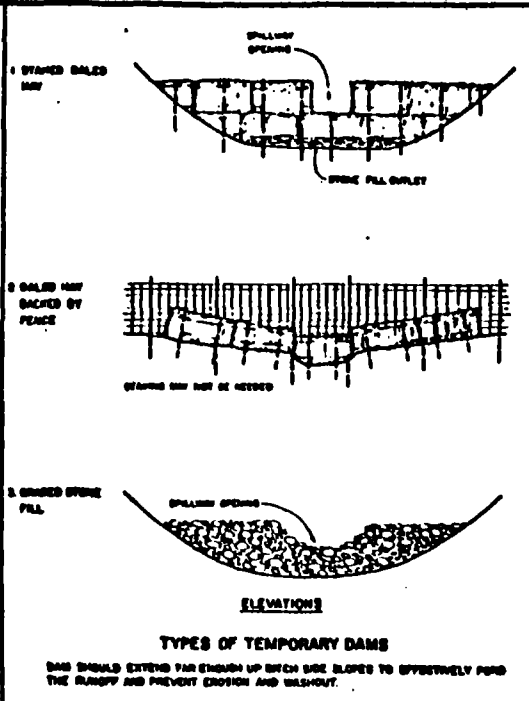 SPILLWAY
OPENING
1 STAKED BALED
HAY
STONE FILL OUTLET
2 BALED HAY
BACKED BY
FENCE
STAKING MAY NOT BE NEEDED
3. GRADED STONE
FILL
SPILLWAY OPENING
ELEVATIONS
TYPES OF TEMPORARY DAMS
DAM SHOULD EXTEND FAR ENOUGH UP DITCH SIDE SLOPES TO EFFECTIVELY POND
THE RUNOFF AND PREVENT EROSION AND WASHOUT.